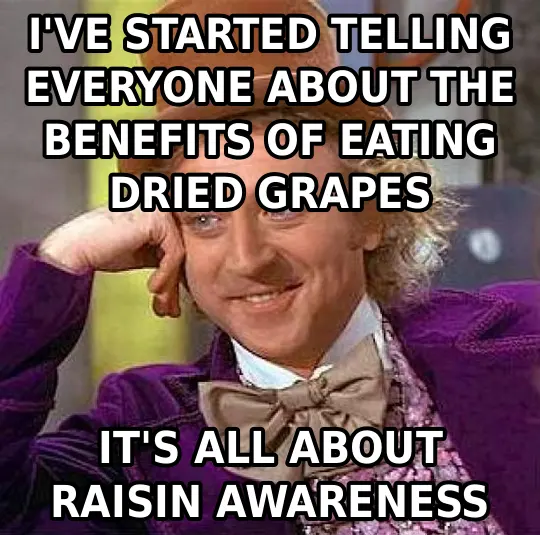 I'VE STARTED TELLING
EVERYONE ABOUT THE
BENEFITS OF EATING
DRIED GRAPES
IT'S ALL ABOUT
RAISIN AWARENESS